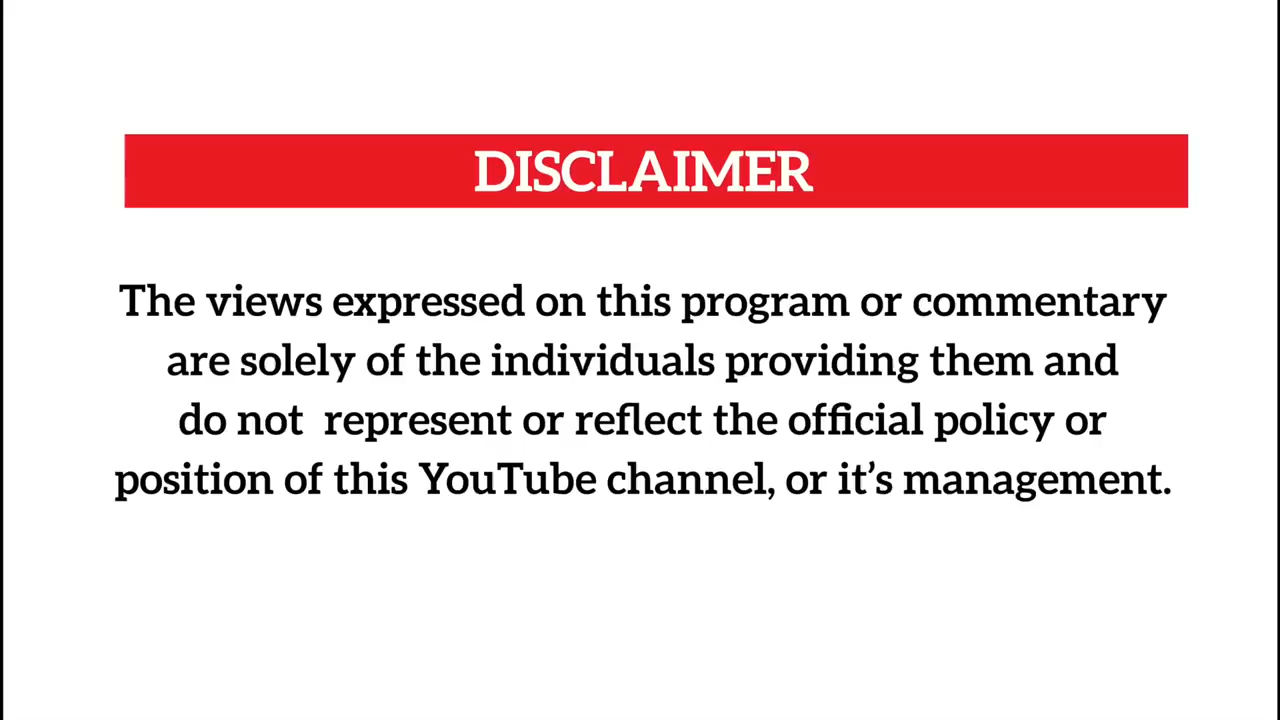 DISCLAIMER
The views expressed on this program or commentary
are solely of the individuals providing them and
do not  represent or reflect the official policy or
position of this YouTube channel, or it’s management.